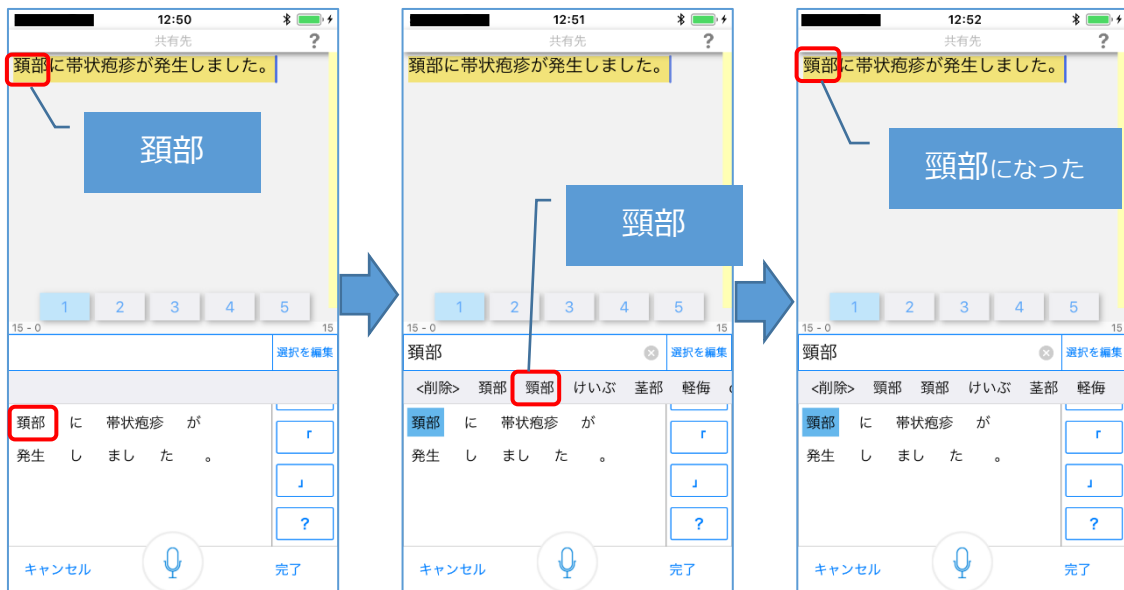 12:50
共有先
?
頚部に帯状疱疹が発生しました。
頚部
1 2 3 4 5
15 - 0 15
選択を編集
頚部 に 帯状疱疹 が
発生 し まし た 。
「
」
?
キャンセル 完了
12:51
共有先
?
頚部に帯状疱疹が発生しました。
頸部
1 2 3 4 5
15 - 0 15
頚部 選択を編集
<削除> 頚部 頸部 けいぶ 茎部 軽侮
頚部 に 帯状疱疹 が
発生 し まし た 。
「
」
?
キャンセル 完了
12:52
共有先
?
頸部に帯状疱疹が発生しました。
頸部になった
1 2 3 4 5
15 - 0 15
頸部 選択を編集
<削除> 頸部 頚部 けいぶ 茎部 軽侮
頸部 に 帯状疱疹 が
発生 し まし た 。
「
」
?
キャンセル 完了